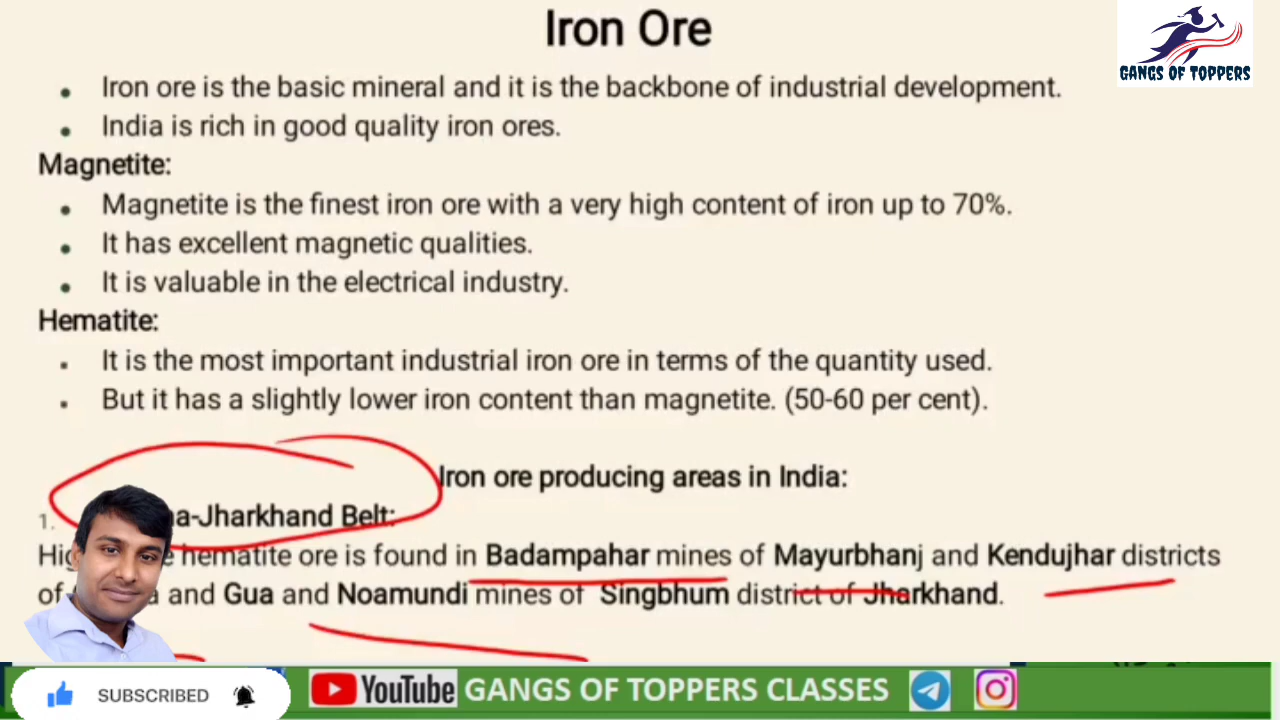 Iron Ore
GANGS OF TOPPERS
• Iron ore is the basic mineral and it is the backbone of industrial development.
• India is rich in good quality iron ores.
Magnetite:
• Magnetite is the finest iron ore with a very high content of iron up to 70%.
• It has excellent magnetic qualities.
• It is valuable in the electrical industry.
Hematite:
• It is the most important industrial iron ore in terms of the quantity used.
• But it has a slightly lower iron content than magnetite. (50-60 per cent).
Iron ore producing areas in India:
1. -Jharkhand Belt:
hematite ore is found in Badampahar mines of Mayurbhanj and Kendujhar districts
of and Gua and Noamundi mines of Singbhum district of Jharkhand.
SUBSCRIBED
YouTube GANGS OF TOPPERS CLASSES